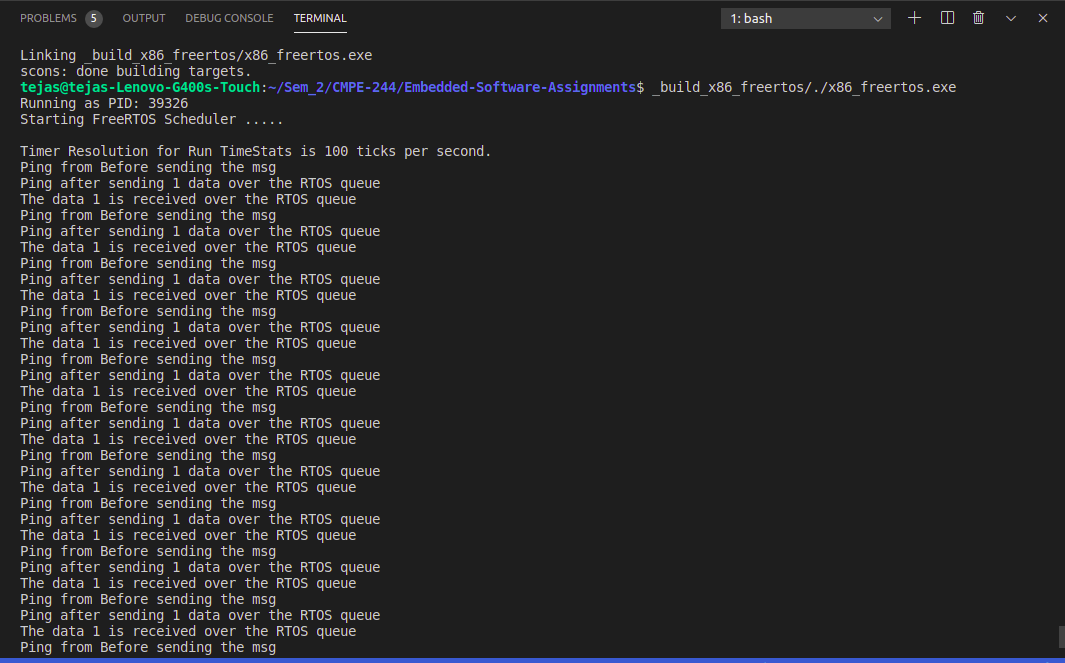 PROBLEMS 5 OUTPUT DEBUG CONSOLE TERMINAL 1: bash
Linking _build_x86_freertos/x86_freertos.exe
scons: done building targets.
tejas@tejas-Lenovo-G400s-Touch:~/Sem_2/CMPE-244/Embedded-Software-Assignments$ _build_x86_freertos/./x86_freertos.exe
Running as PID: 39326
Starting FreeRTOS Scheduler .....
Timer Resolution for Run TimeStats is 100 ticks per second.
Ping from Before sending the msg
Ping after sending 1 data over the RTOS queue
The data 1 is received over the RTOS queue
Ping from Before sending the msg
Ping after sending 1 data over the RTOS queue
The data 1 is received over the RTOS queue
Ping from Before sending the msg
Ping after sending 1 data over the RTOS queue
The data 1 is received over the RTOS queue
Ping from Before sending the msg
Ping after sending 1 data over the RTOS queue
The data 1 is received over the RTOS queue
Ping from Before sending the msg
Ping after sending 1 data over the RTOS queue
The data 1 is received over the RTOS queue
Ping from Before sending the msg
Ping after sending 1 data over the RTOS queue
The data 1 is received over the RTOS queue
Ping from Before sending the msg
Ping after sending 1 data over the RTOS queue
The data 1 is received over the RTOS queue
Ping from Before sending the msg
Ping after sending 1 data over the RTOS queue
The data 1 is received over the RTOS queue
Ping from Before sending the msg
Ping after sending 1 data over the RTOS queue
The data 1 is received over the RTOS queue
Ping from Before sending the msg
Ping after sending 1 data over the RTOS queue
The data 1 is received over the RTOS queue
Ping from Before sending the msg